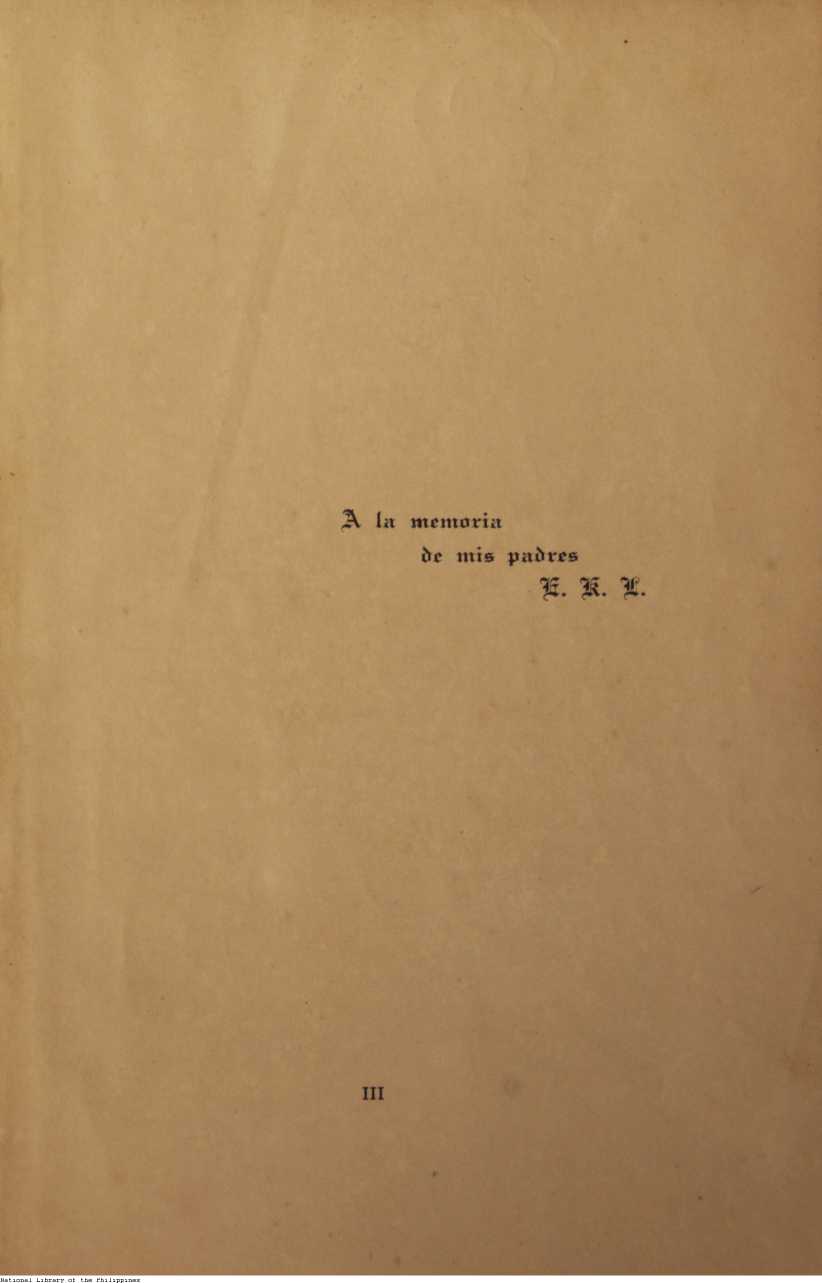 A la memoria
de mis padres
E. K. L.
III
National Library of the Philippines